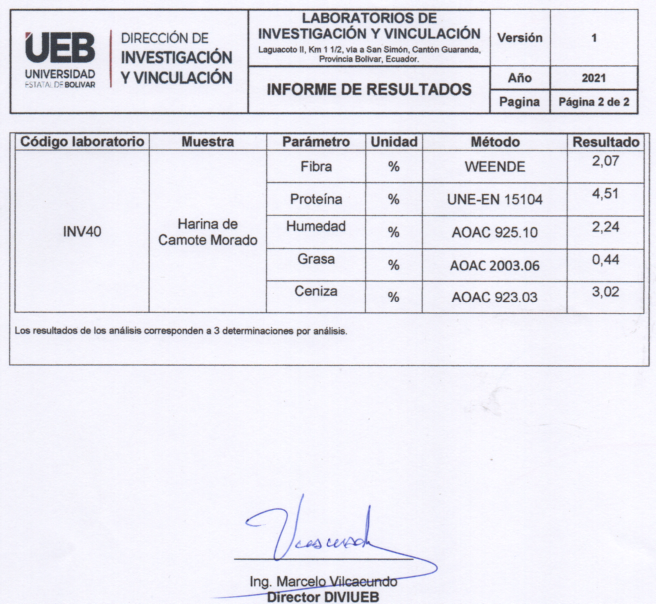 UEB
UNIVERSIDAD
ESTATAL DE BOLIVAR
DIRECCIÓN DE
INVESTIGACIÓN
Y VINCULACIÓN
LABORATORIOS DE
INVESTIGACIÓN Y VINCULACIÓN
Laguacoto II, Km 1 1/2, vía a San Simón, Cantón Guaranda,
Provincia Bolívar, Ecuador.
INFORME DE RESULTADOS
Versión 1
Año 2021
Pagina Página 2 de 2
Código laboratorio Muestra Parámetro Unidad Método Resultado
INV40 Harina de
Camote Morado
Fibra % WEENDE 2,07
Proteína % UNE-EN 15104 4,51
Humedad % AOAC 925.10 2,24
Grasa % AOAC 2003.06 0,44
Ceniza % AOAC 923.03 3,02
Los resultados de los análisis corresponden a 3 determinaciones por análisis.
Ing. Marcelo Vilcacundo
Director DIVIUEB